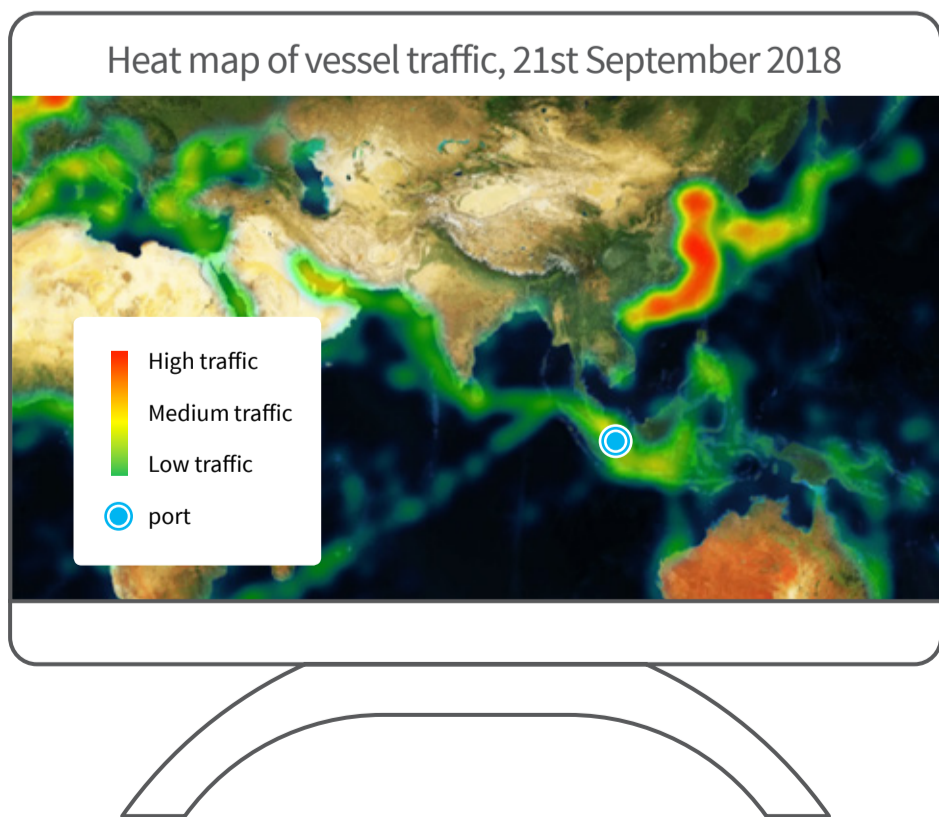 Heat map of vessel traffic, 21st September 2018
High traffic
Medium traffic
Low traffic
port